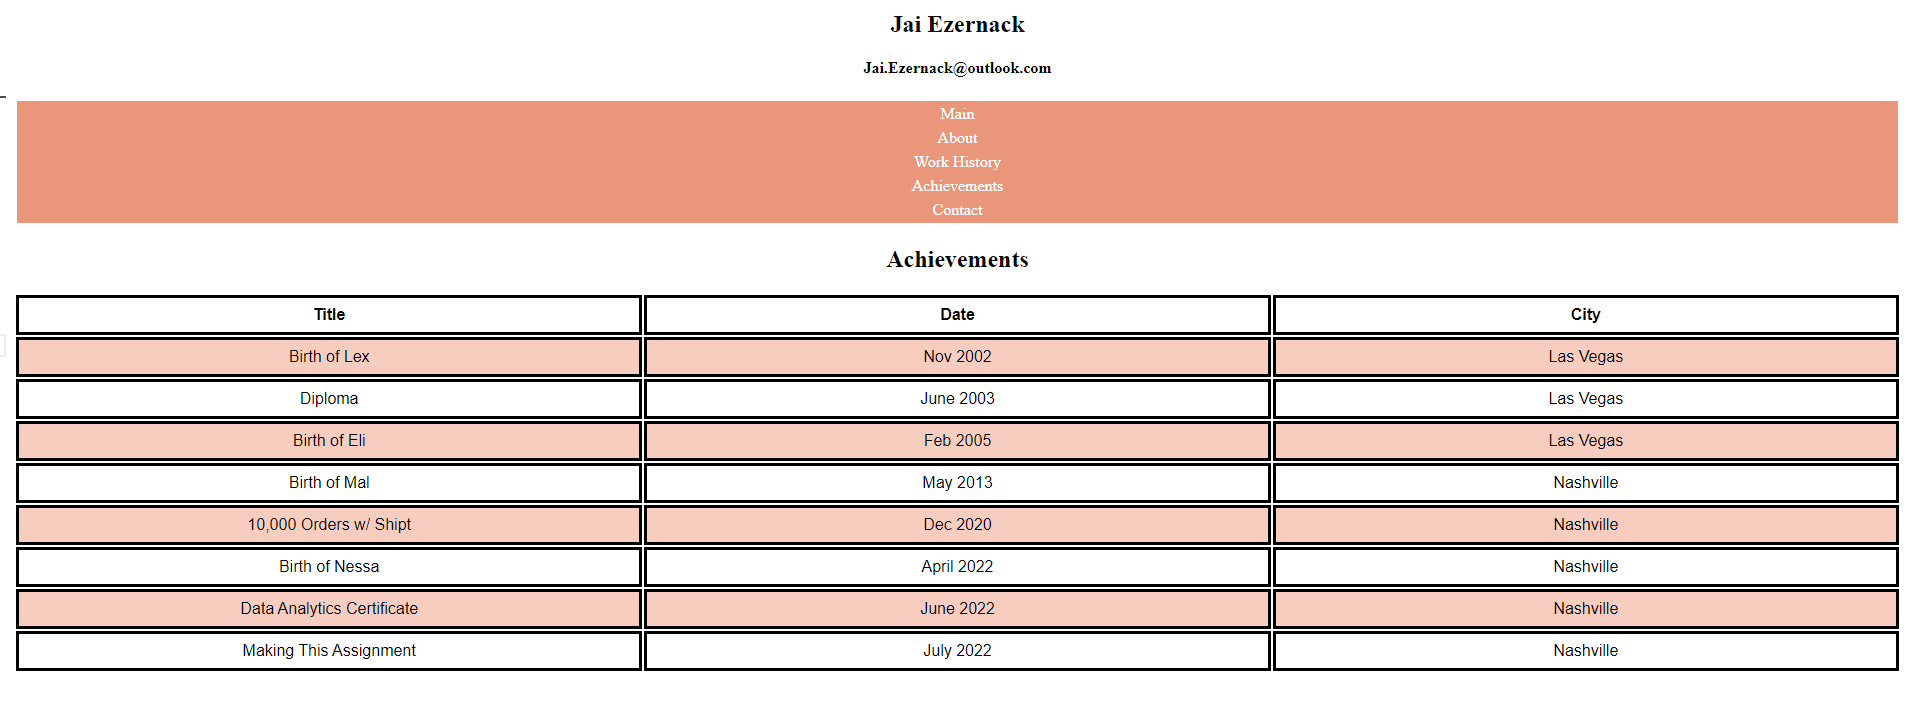 Jai Ezernack
Jai.Ezernack@outlook.com
Main
About
Work History
Achievements
Contact
Achievements
Title Date City
Birth of Lex Nov 2002 Las Vegas
Diploma June 2003 Las Vegas
Birth of Eli Feb 2005 Las Vegas
Birth of Mal May 2013 Nashville
10,000 Orders w/ Shipt Dec 2020 Nashville
Birth of Nessa April 2022 Nashville
Data Analytics Certificate June 2022 Nashville
Making This Assignment July 2022 Nashville